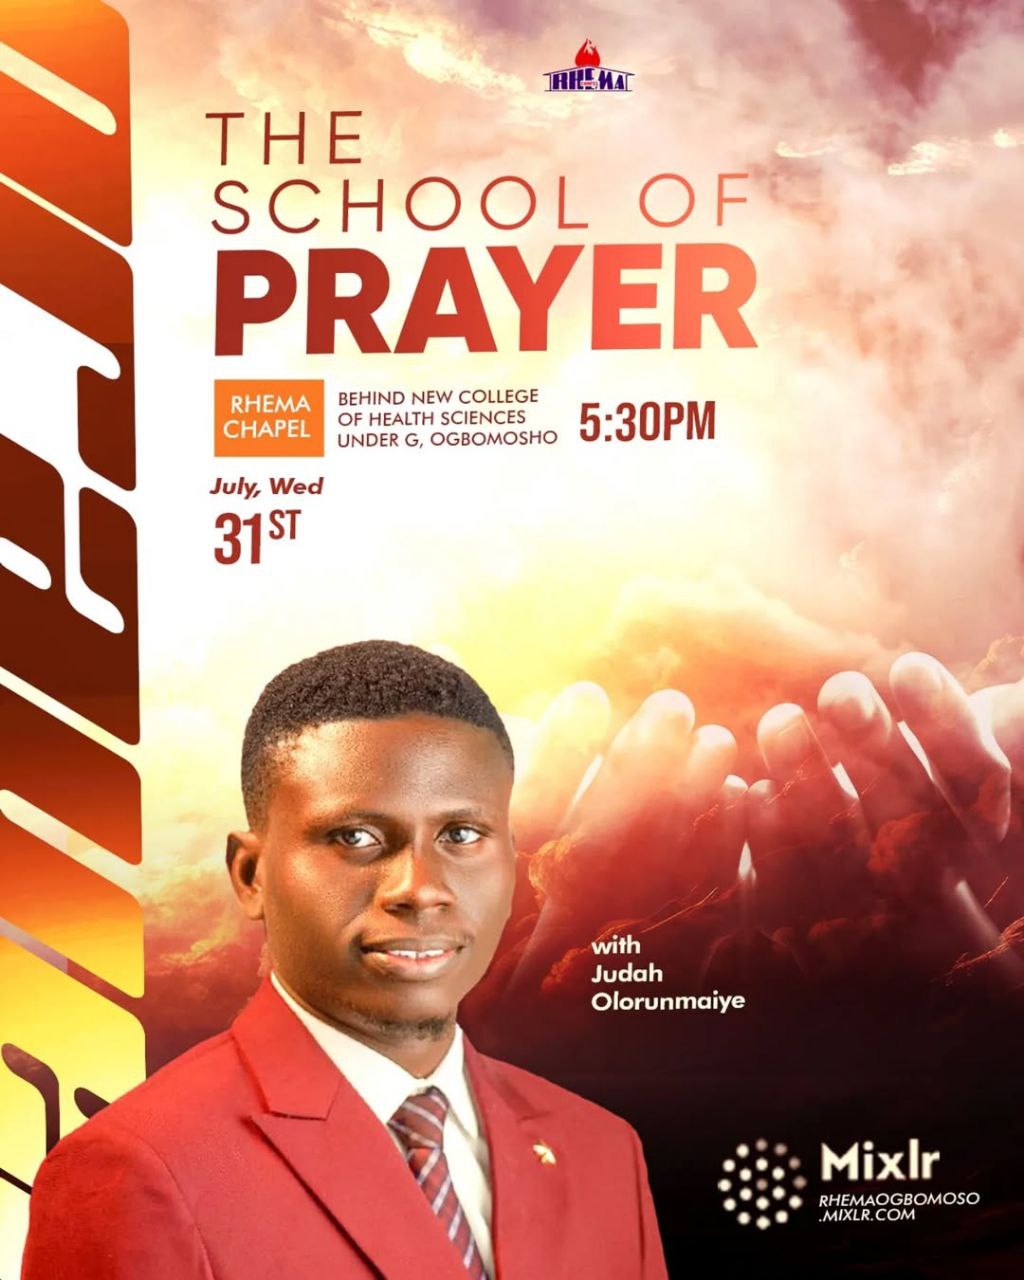 RHEMA
THE
SCHOOL OF
PRAYER
RHEMA
CHAPEL
BEHIND NEW COLLEGE
OF HEALTH SCIENCES
UNDER G, OGBOMOSHO
5:30PM
July, Wed
31ST
with
Judah
Olorunmaiye
Mixlr
RHEMAOGBOMOSO
.MIXLR.COM